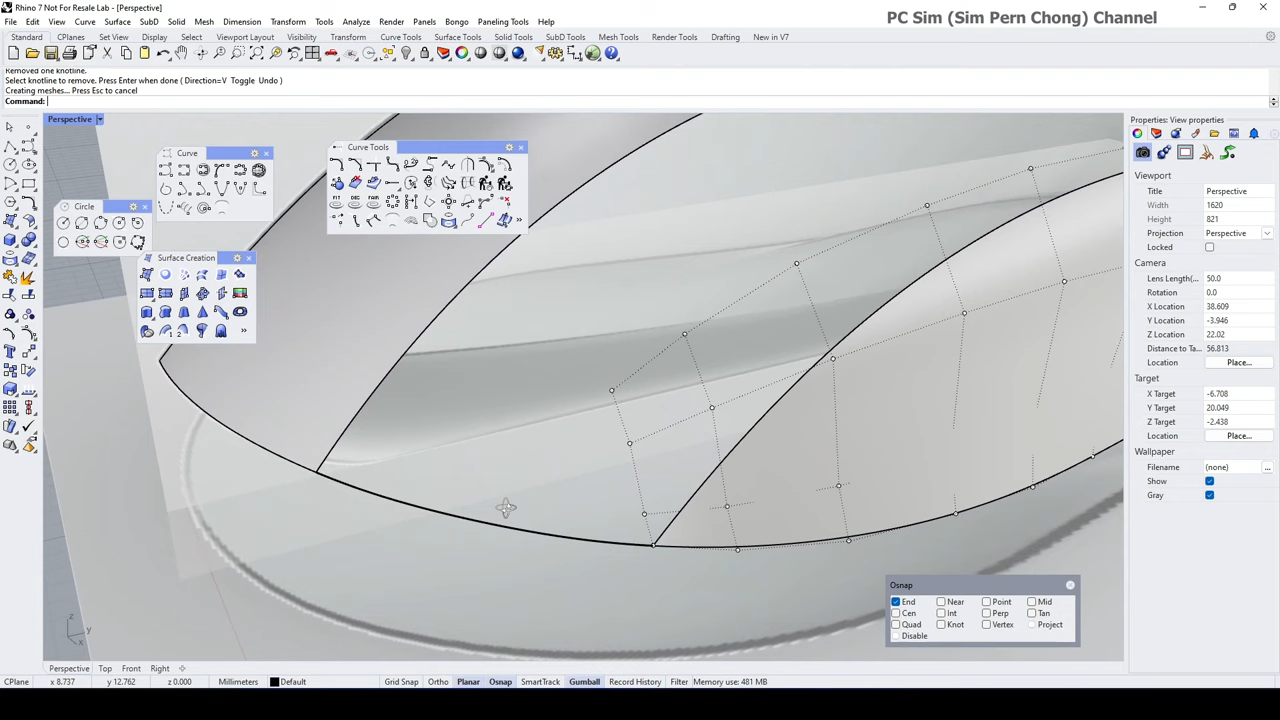 Rhino 7 Not For Resale Lab - [Perspective]
PC Sim (Sim Pern Chong) Channel
File Edit View Curve Surface SubD Solid Mesh Dimension Transform Tools Analyze Render Panels Bongo Paneling Tools Help
Standard CPlanes Set View Display Select Viewport Layout Visibility Transform Curve Tools Surface Tools Solid Tools SubD Tools Mesh Tools Render Tools Drafting New in V7
Removed one knotline.
Select knotline to remove. Press Enter when done ( Direction=V Toggle Undo )
Creating meshes... Press Esc to cancel
Command:
Perspective
Properties: View properties
Curve
Curve Tools
FIT DEG FAIR
Circle
Surface Creation
1 2
Viewport
Title Perspective
Width 1620
Height 821
Projection Perspective
Locked
Camera
Lens Length(... 50.0
Rotation 0.0
X Location 38.609
Y Location -3.946
Z Location 22.02
Distance to Ta... 56.813
Location Place...
Target
X Target -6.708
Y Target 20.049
Z Target -2.438
Location Place...
Wallpaper
Filename (none) ...
Show
Gray
Osnap
End Near Point Mid
Cen Int Perp Tan
Quad Knot Vertex Project
Disable
z
y
x
Perspective Top Front Right
CPlane x 8.737 y 12.762 z 0.000 Millimeters Default Grid Snap Ortho Planar Osnap SmartTrack Gumball Record History Filter Memory use: 481 MB